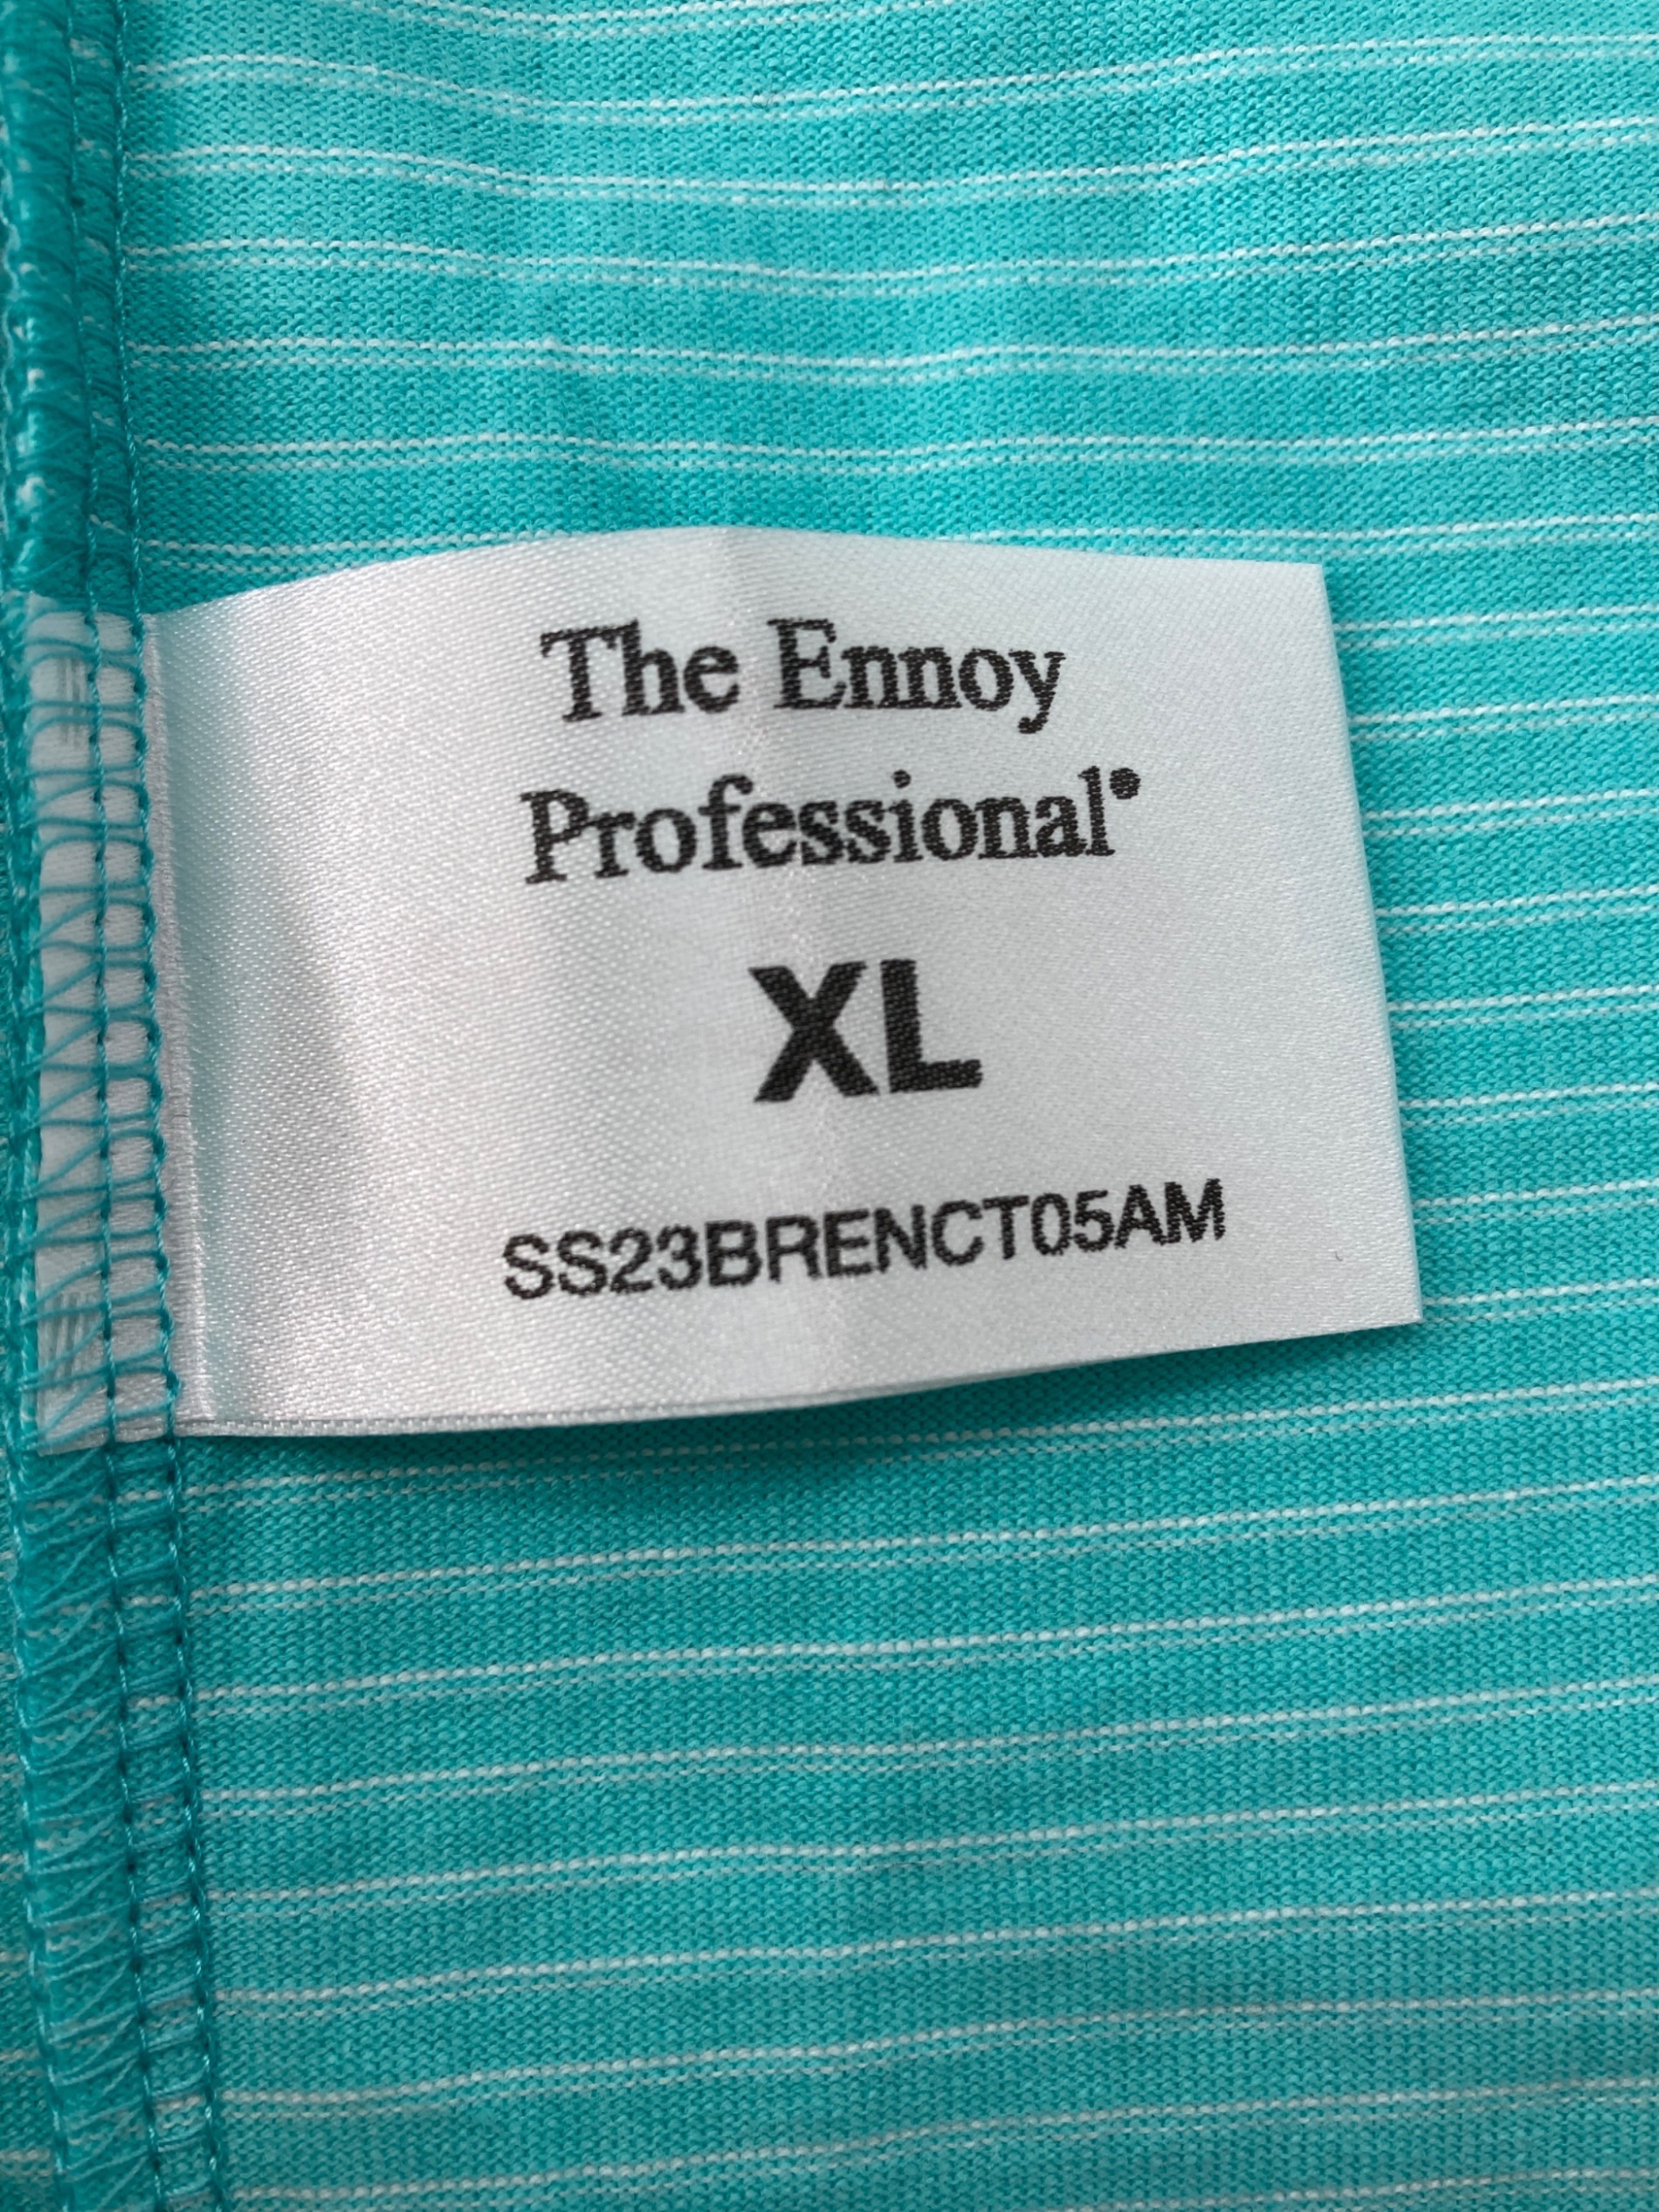 The Ennoy
Professional®
XL
SS23BRENCT05AM